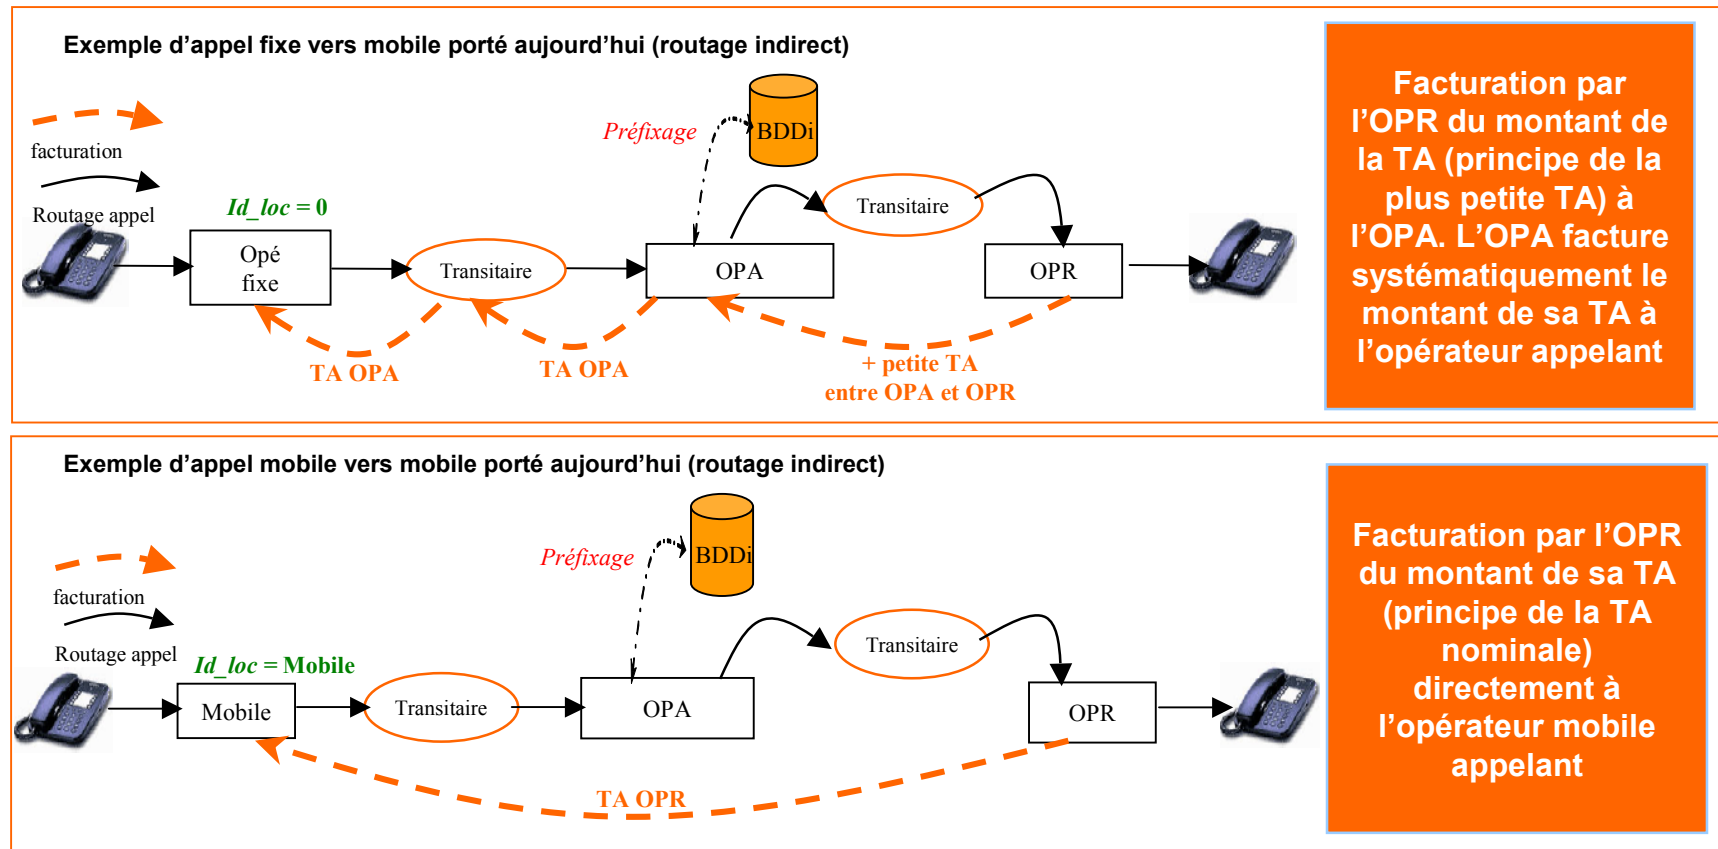 Exemple d'appel fixe vers mobile porté aujourd'hui (routage indirect)
facturation
Routage appel
Id_loc = 0
Opé
fixe
Transitaire
Préfixage
BDDi
OPA
Transitaire
OPR
TA OPA
TA OPA
+ petite TA
entre OPA et OPR
Facturation par
l'OPR du montant de
la TA (principe de la
plus petite TA) à
l'OPA. L'OPA facture
systématiquement le
montant de sa TA à
l'opérateur appelant
Exemple d'appel mobile vers mobile porté aujourd'hui (routage indirect)
facturation
Routage appel
Id_loc = Mobile
Mobile
Transitaire
Préfixage
BDDi
OPA
Transitaire
OPR
TA OPR
Facturation par l'OPR
du montant de sa TA
(principe de la TA
nominale)
directement à
l'opérateur mobile
appelant